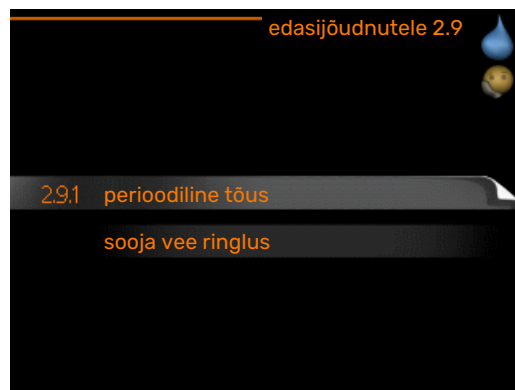 edasijõudnutele 2.9
2.9.1 perioodiline tõus
sooja vee ringlus